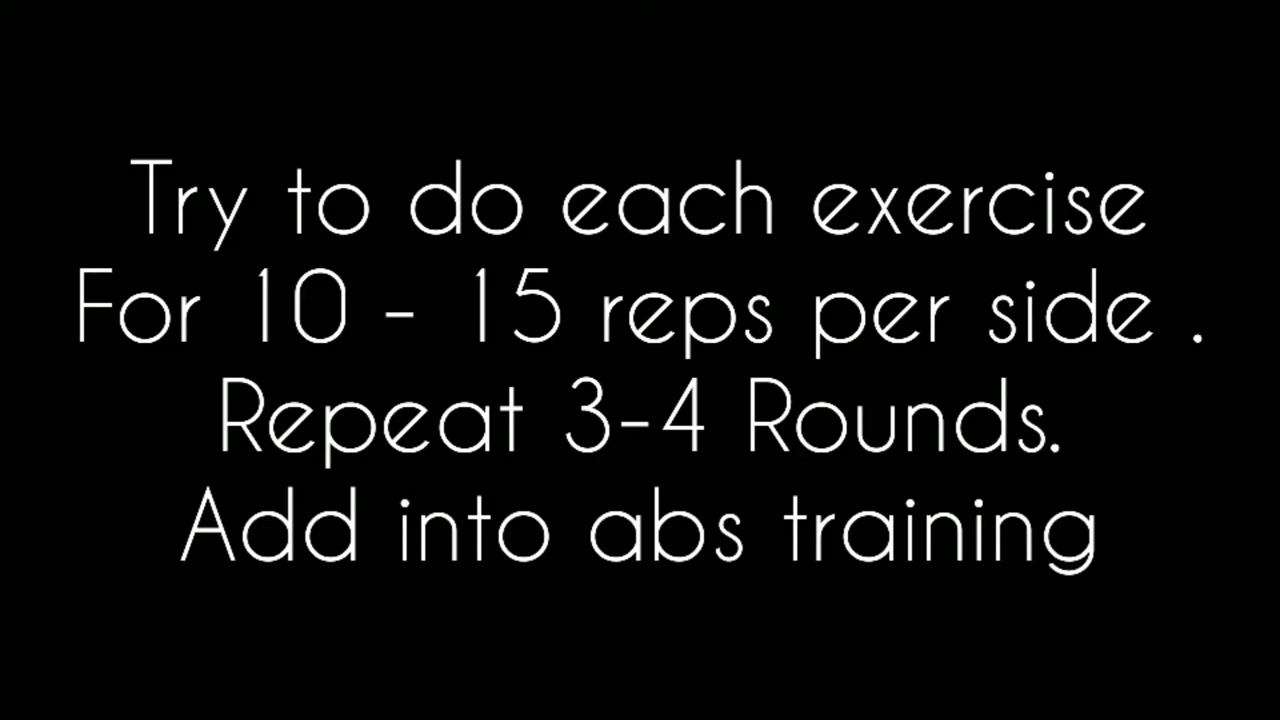 Try to do each exercise
For 10 - 15 reps per side .
Repeat 3-4 Rounds.
Add into abs training